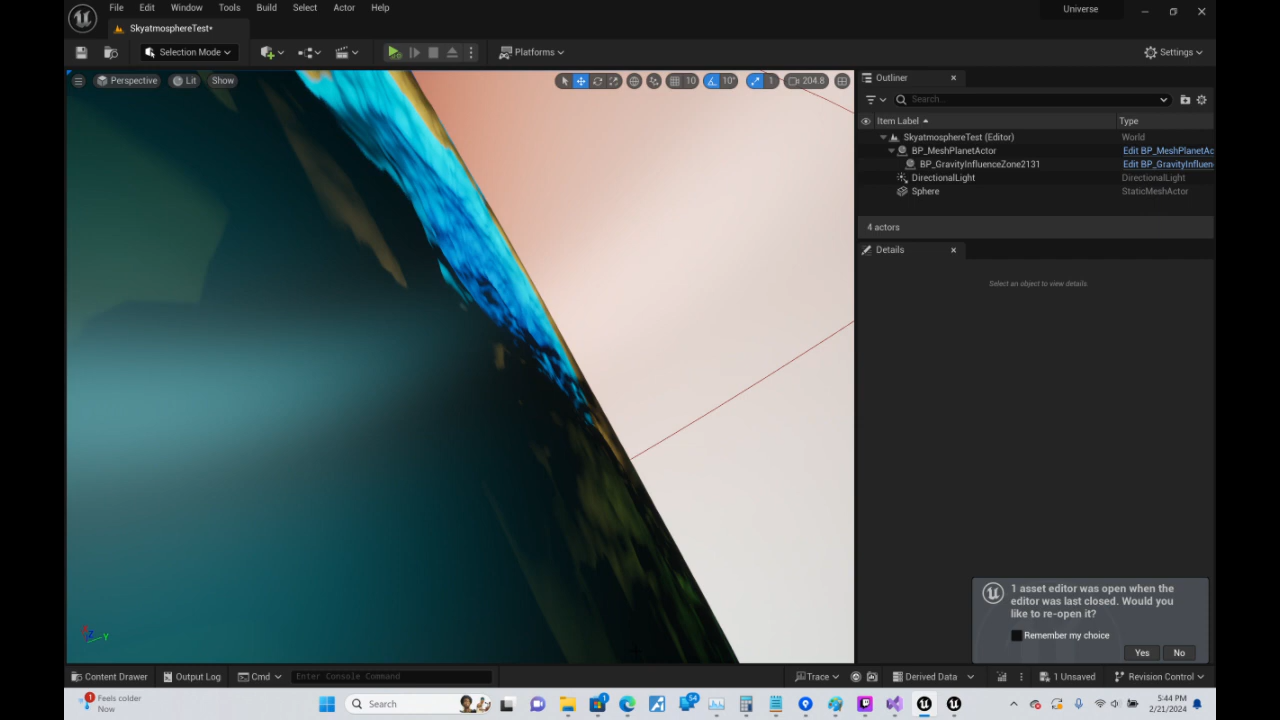 File Edit Window Tools Build Select Actor Help
Universe
SkyatmosphereTest*
Selection Mode
Platforms
Settings
Perspective Lit Show
10 10° 1 204.8
Outliner
Search...
Item Label Type
SkyatmosphereTest (Editor) World
BP_MeshPlanetActor Edit BP_MeshPlanetAc
BP_GravityInfluenceZone2131 Edit BP_GravityInfluen
DirectionalLight DirectionalLight
Sphere StaticMeshActor
4 actors
Details
Select an object to view details.
1 asset editor was open when the
editor was last closed. Would you
like to re-open it?
Remember my choice
Yes No
Z Y
Content Drawer Output Log Cmd Enter Console Command Trace Derived Data 1 Unsaved Revision Control
1 Feels colder
Now
Search
1
54
5:44 PM
2/21/2024